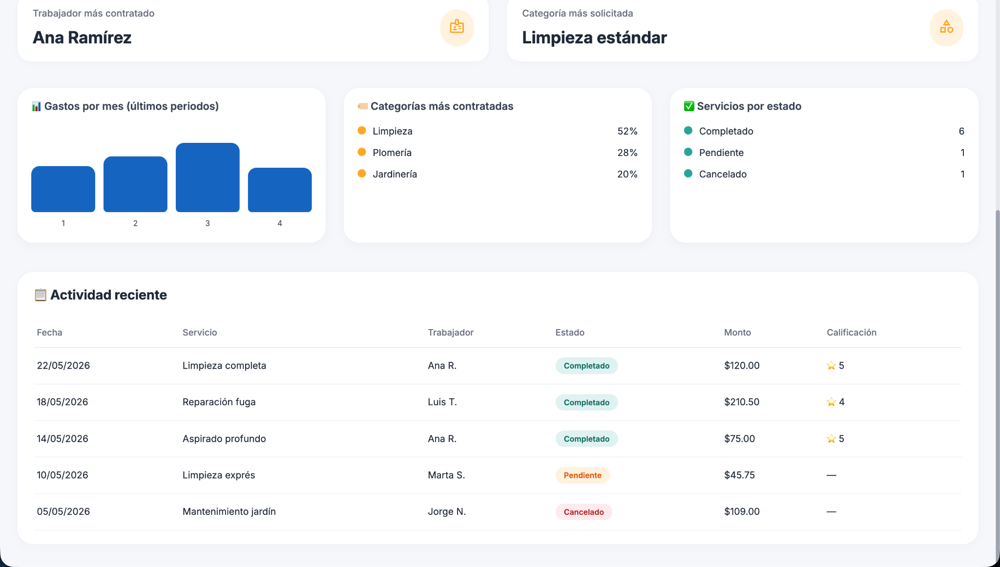 Trabajador más contratado
Ana Ramírez
Categoría más solicitada
Limpieza estándar
Gastos por mes (últimos periodos)
1 2 3 4
Categorías más contratadas
Limpieza 52%
Plomería 28%
Jardinería 20%
Servicios por estado
Completado 6
Pendiente 1
Cancelado 1
Actividad reciente
Fecha Servicio Trabajador Estado Monto Calificación
22/05/2026 Limpieza completa Ana R. Completado $120.00 ⭐ 5
18/05/2026 Reparación fuga Luis T. Completado $210.50 ⭐ 4
14/05/2026 Aspirado profundo Ana R. Completado $75.00 ⭐ 5
10/05/2026 Limpieza exprés Marta S. Pendiente $45.75 —
05/05/2026 Mantenimiento jardín Jorge N. Cancelado $109.00 —